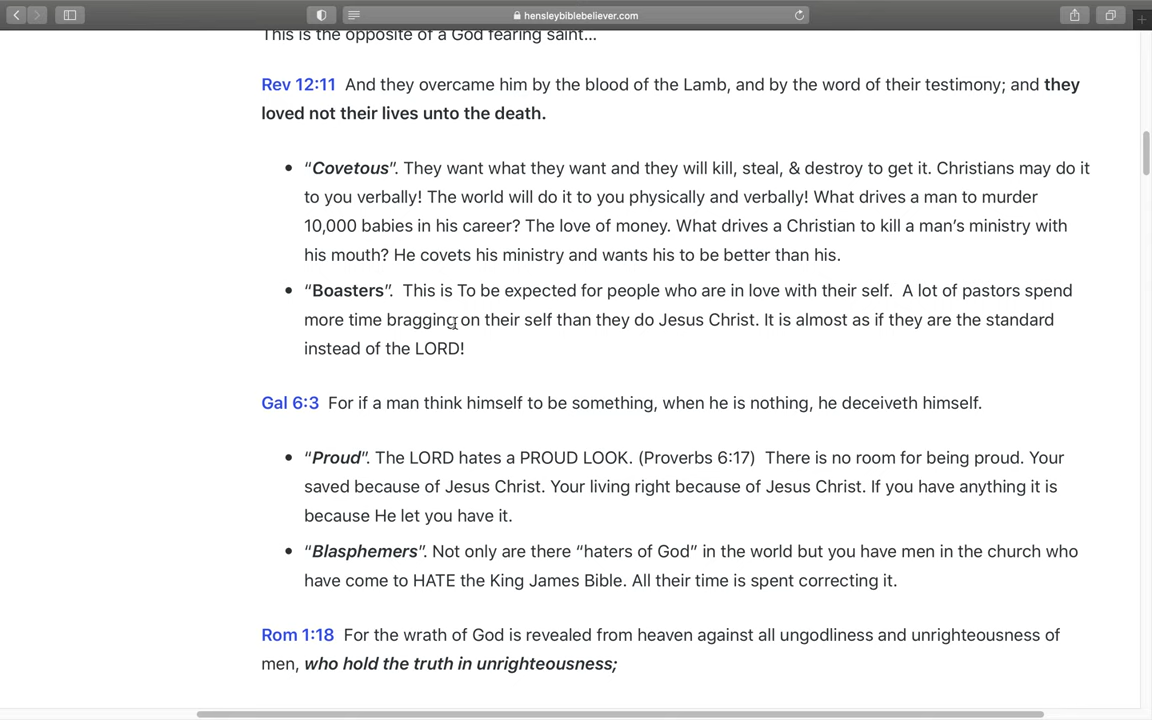 hensleybiblebeliever.com
This is the opposite of a God fearing saint...
Rev 12:11 And they overcame him by the blood of the Lamb, and by the word of their testimony; and they
loved not their lives unto the death.
• “Covetous”. They want what they want and they will kill, steal, & destroy to get it. Christians may do it
to you verbally! The world will do it to you physically and verbally! What drives a man to murder
10,000 babies in his career? The love of money. What drives a Christian to kill a man’s ministry with
his mouth? He covets his ministry and wants his to be better than his.
• “Boasters”. This is To be expected for people who are in love with their self. A lot of pastors spend
more time bragging on their self than they do Jesus Christ. It is almost as if they are the standard
instead of the LORD!
Gal 6:3 For if a man think himself to be something, when he is nothing, he deceiveth himself.
• “Proud”. The LORD hates a PROUD LOOK. (Proverbs 6:17) There is no room for being proud. Your
saved because of Jesus Christ. Your living right because of Jesus Christ. If you have anything it is
because He let you have it.
• “Blasphemers”. Not only are there “haters of God” in the world but you have men in the church who
have come to HATE the King James Bible. All their time is spent correcting it.
Rom 1:18 For the wrath of God is revealed from heaven against all ungodliness and unrighteousness of
men, who hold the truth in unrighteousness;